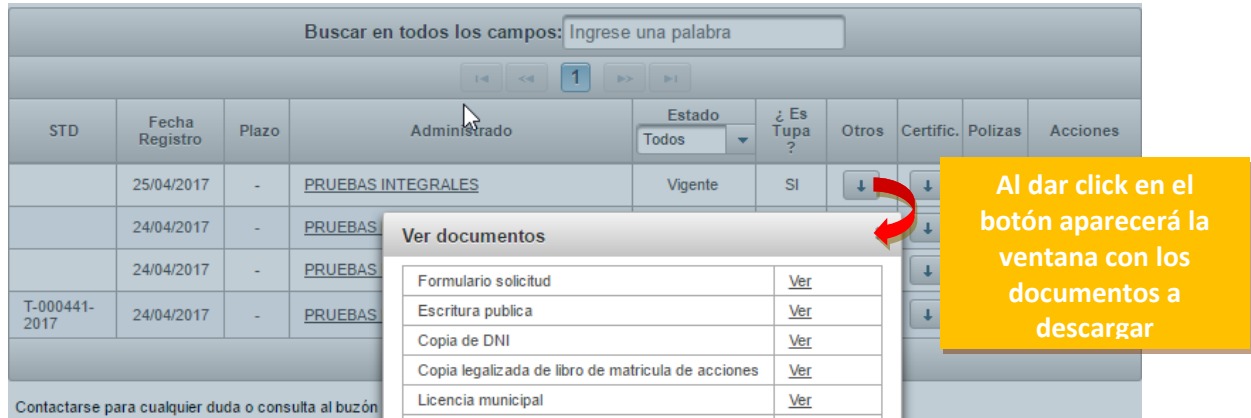 Buscar en todos los campos: Ingrese una palabra
1
STD Fecha Registro Plazo Administrado Estado Todos ¿ Es Tupa ? Otros Certific. Polizas Acciones
25/04/2017 - PRUEBAS INTEGRALES Vigente SI
24/04/2017 - PRUEBAS
24/04/2017 - PRUEBAS
T-000441-2017 24/04/2017 - PRUEBAS
Ver documentos
Formulario solicitud Ver
Escritura publica Ver
Copia de DNI Ver
Copia legalizada de libro de matricula de acciones Ver
Licencia municipal Ver
Al dar click en el
botón aparecerá la
ventana con los
documentos a
descargar
Contactarse para cualquier duda o consulta al buzón